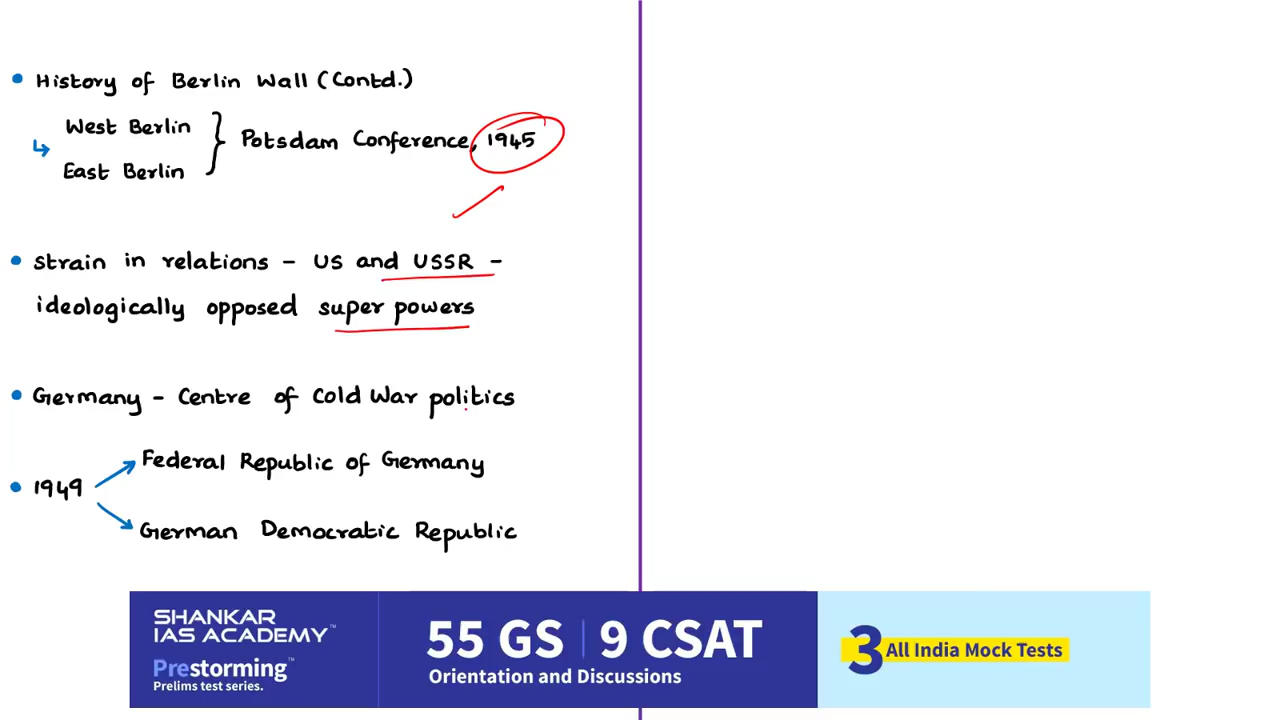 • History of Berlin Wall (Contd.)
↳ West Berlin
East Berlin } Potsdam Conference, 1945
• strain in relations - US and USSR -
ideologically opposed super powers
• Germany - Centre of Cold War politics
Federal Republic of Germany
• 1949
German Democratic Republic
SHANKAR
IAS ACADEMY™
Prestorming™
Prelims test series.
55 GS | 9 CSAT
Orientation and Discussions
3 All India Mock Tests